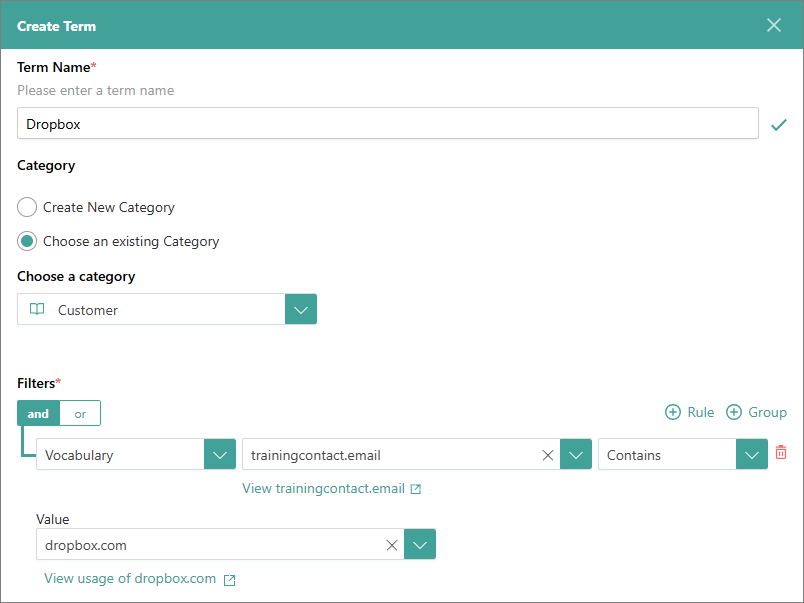 Create Term
Term Name*
Please enter a term name
Dropbox
Category
Create New Category
Choose an existing Category
Choose a category
Customer
Filters*
and or Rule Group
Vocabulary trainingcontact.email Contains
View trainingcontact.email
Value
dropbox.com
View usage of dropbox.com